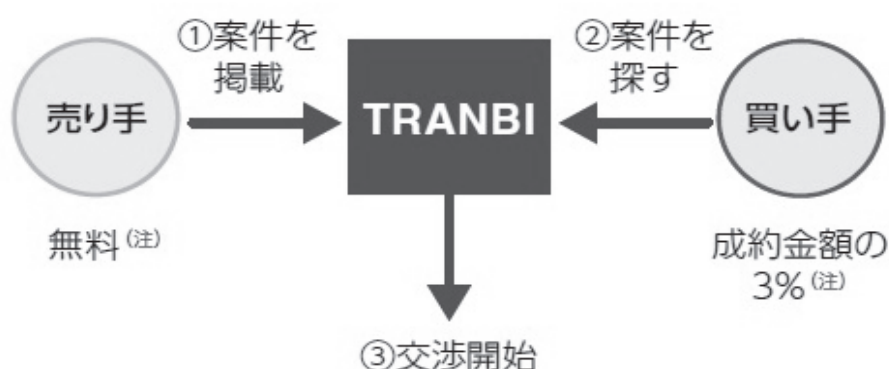 ①案件を
掲載
②案件を
探す
売り手
TRANBI
買い手
無料(注)
成約金額の
3%(注)
③交渉開始